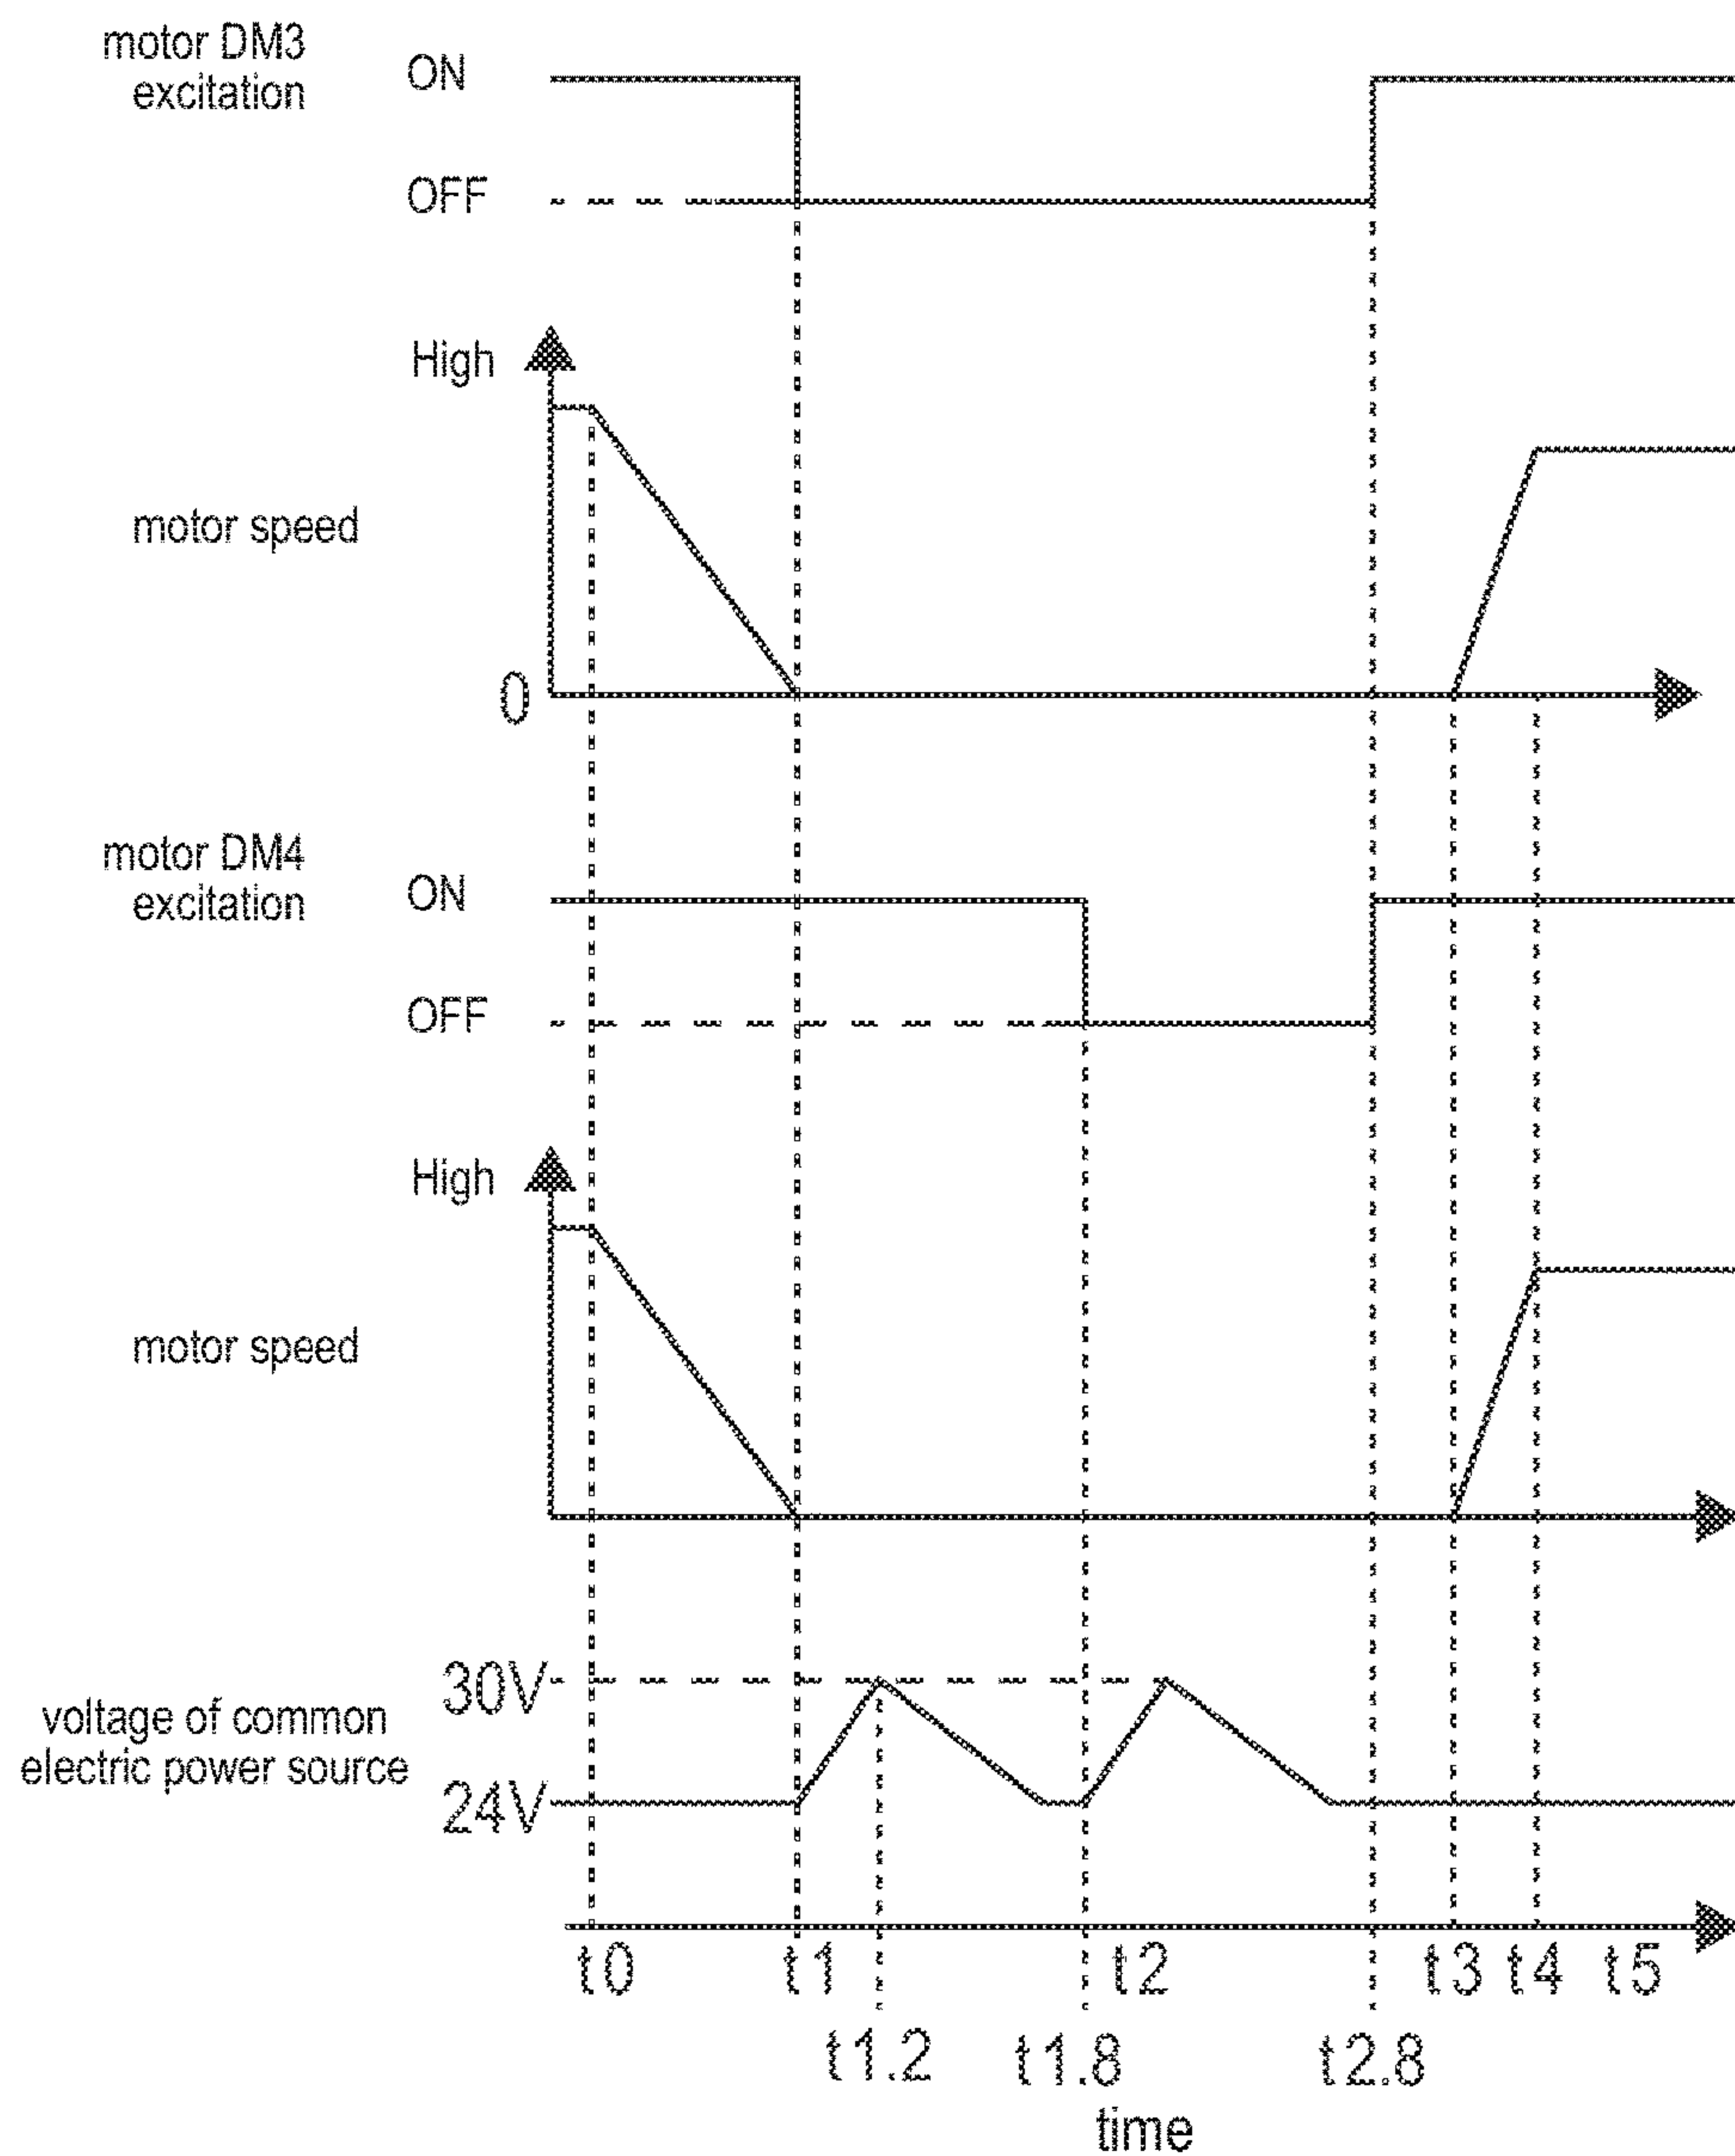 motor DM3
excitation
ON
OFF
High
motor speed
0
motor DM4
excitation
ON
OFF
High
motor speed
30V
voltage of common
electric power source
24V
t0 t1 t2 t3 t4 t5
t1.2 t1.8 t2.8
time